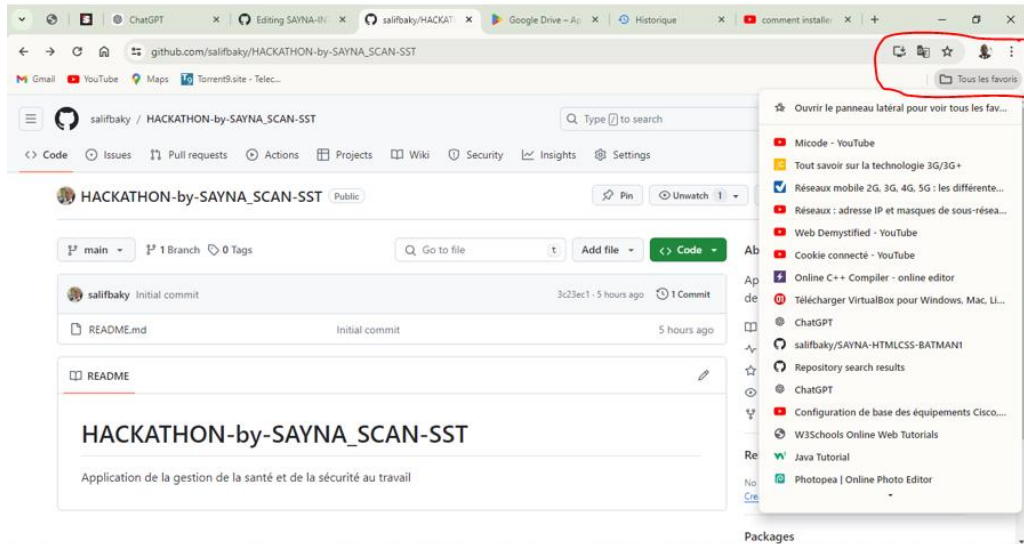 ChatGPT
Editing SAYNA-IN
salifbaky/HACKAT
Google Drive – Ap
Historique
comment installer
github.com/salifbaky/HACKATHON-by-SAYNA_SCAN-SST
Gmail YouTube Maps Torrent9.site - Telec...
Tous les favoris
salifbaky / HACKATHON-by-SAYNA_SCAN-SST
Type / to search
Code Issues Pull requests Actions Projects Wiki Security Insights Settings
HACKATHON-by-SAYNA_SCAN-SST Public
Pin Unwatch 1
main 1 Branch 0 Tags
Go to file t Add file Code
salifbaky Initial commit 3c23ec1 · 5 hours ago 1 Commit
README.md Initial commit 5 hours ago
README
HACKATHON-by-SAYNA_SCAN-SST
Application de la gestion de la santé et de la sécurité au travail
Ab
Ap
de
Re
No
Cre
Packages
Ouvrir le panneau latéral pour voir tous les fav...
Micode - YouTube
Tout savoir sur la technologie 3G/3G+
Réseaux mobile 2G, 3G, 4G, 5G : les différente...
Réseaux : adresse IP et masques de sous-résea...
Web Demystified - YouTube
Cookie connecté - YouTube
Online C++ Compiler - online editor
Télécharger VirtualBox pour Windows, Mac, Li...
ChatGPT
salifbaky/SAYNA-HTMLCSS-BATMAN1
Repository search results
ChatGPT
Configuration de base des équipements Cisco,...
W3Schools Online Web Tutorials
Java Tutorial
Photopea | Online Photo Editor